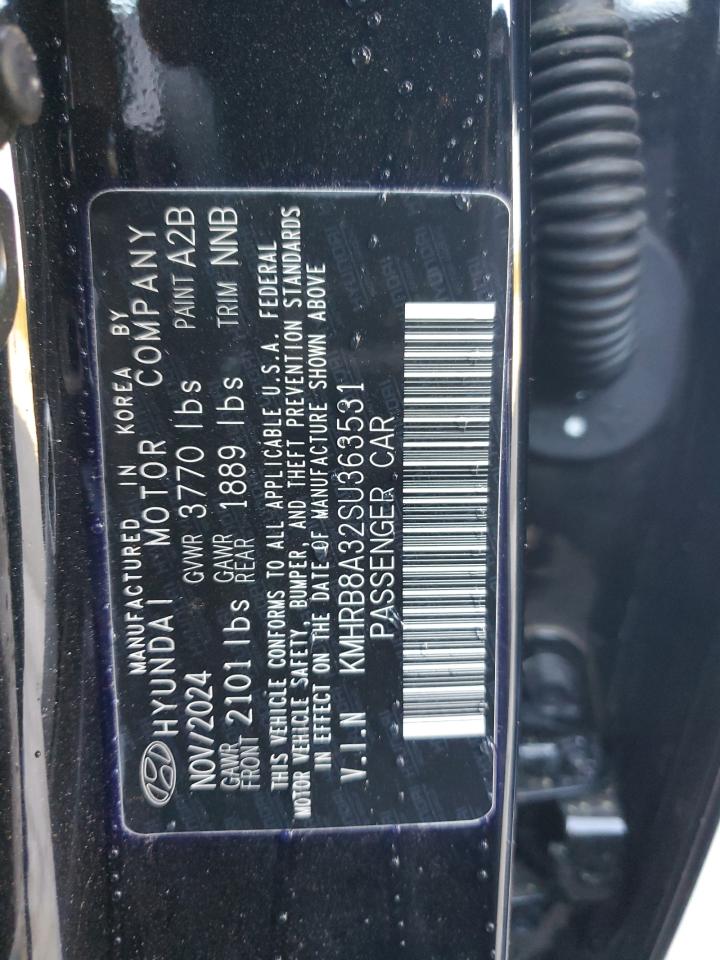 MANUFACTURED IN KOREA BY
HYUNDAI MOTOR COMPANY
NOV/2024 GVWR 3770 lbs PAINT A2B
GAWR FRONT 2101 lbs GAWR REAR 1889 lbs TRIM NNB
THIS VEHICLE CONFORMS TO ALL APPLICABLE U.S.A. FEDERAL
MOTOR VEHICLE SAFETY, BUMPER, AND THEFT PREVENTION STANDARDS
IN EFFECT ON THE DATE OF MANUFACTURE SHOWN ABOVE
V.I.N KMHRB8A32SU363531
PASSENGER CAR